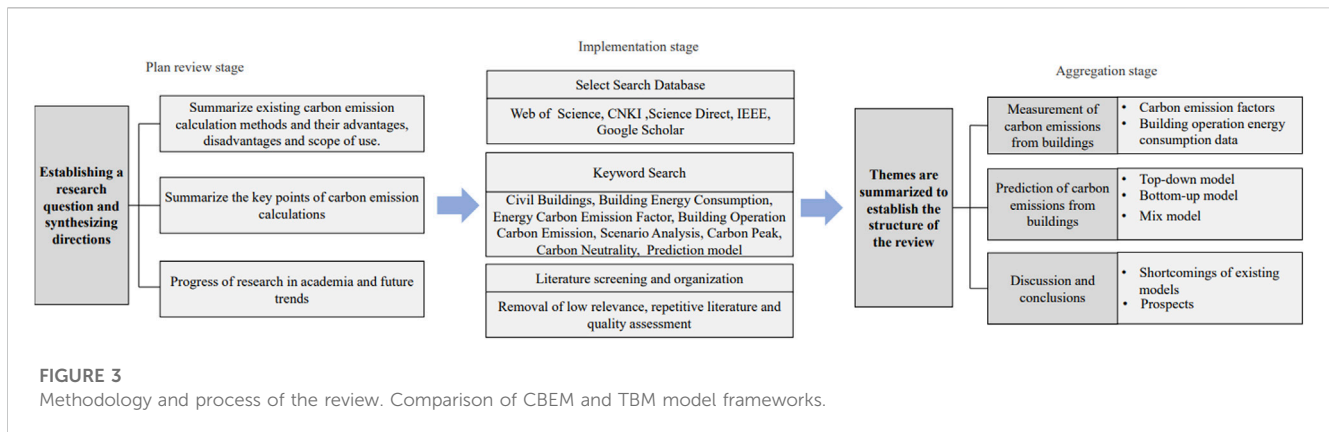 Plan review stage
Establishing a
research
question and
synthesizing
directions
Summarize existing carbon emission
calculation methods and their advantages,
disadvantages and scope of use.
Summarize the key points of carbon emission
calculations
Progress of research in academia and future
trends
Implementation stage
Select Search Database
Web of Science, CNKI ,Science Direct, IEEE,
Google Scholar
Keyword Search
Civil Buildings, Building Energy Consumption,
Energy Carbon Emission Factor, Building Operation
Carbon Emission, Scenario Analysis, Carbon Peak,
Carbon Neutrality, Prediction model
Literature screening and organization
Removal of low relevance, repetitive literature and
quality assessment
Aggregation stage
Themes are
summarized to
establish the
structure of
the review
Measurement of
carbon emissions
from buildings
• Carbon emission factors
• Building operation energy
consumption data
Prediction of carbon
emissions from
buildings
• Top-down model
• Bottom-up model
• Mix model
Discussion and
conclusions
• Shortcomings of existing
models
• Prospects
FIGURE 3
Methodology and process of the review. Comparison of CBEM and TBM model frameworks.